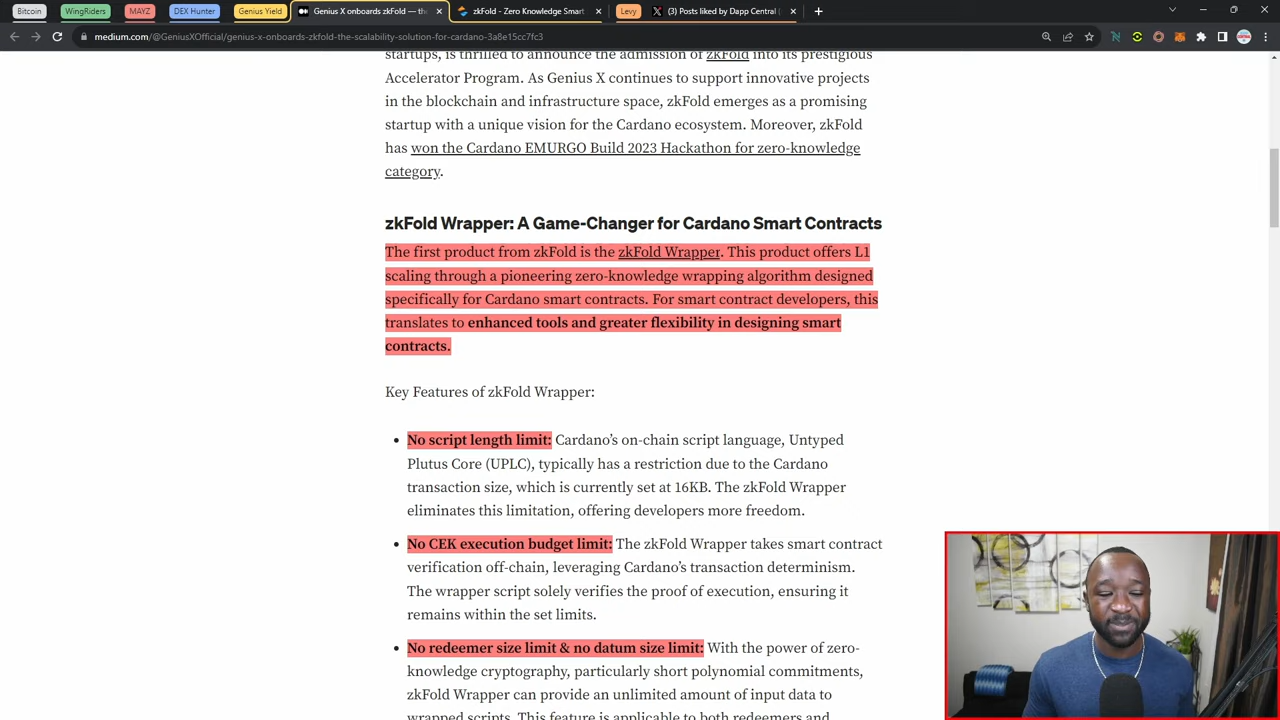 Bitcoin WingRiders MAYZ DEX Hunter Genius Yield Genius X onboards zkFold — the zkFold - Zero Knowledge Smart Levy (3) Posts liked by Dapp Central (
medium.com/@GeniusXOfficial/genius-x-onboards-zkfold-the-scalability-solution-for-cardano-3a8e15cc7fc3
startups, is thrilled to announce the admission of zkFold into its prestigious
Accelerator Program. As Genius X continues to support innovative projects
in the blockchain and infrastructure space, zkFold emerges as a promising
startup with a unique vision for the Cardano ecosystem. Moreover, zkFold
has won the Cardano EMURGO Build 2023 Hackathon for zero-knowledge
category.
zkFold Wrapper: A Game-Changer for Cardano Smart Contracts
The first product from zkFold is the zkFold Wrapper. This product offers L1
scaling through a pioneering zero-knowledge wrapping algorithm designed
specifically for Cardano smart contracts. For smart contract developers, this
translates to enhanced tools and greater flexibility in designing smart
contracts.
Key Features of zkFold Wrapper:
• No script length limit: Cardano’s on-chain script language, Untyped
Plutus Core (UPLC), typically has a restriction due to the Cardano
transaction size, which is currently set at 16KB. The zkFold Wrapper
eliminates this limitation, offering developers more freedom.
• No CEK execution budget limit: The zkFold Wrapper takes smart contract
verification off-chain, leveraging Cardano’s transaction determinism.
The wrapper script solely verifies the proof of execution, ensuring it
remains within the set limits.
• No redeemer size limit & no datum size limit: With the power of zero-
knowledge cryptography, particularly short polynomial commitments,
zkFold Wrapper can provide an unlimited amount of input data to
wrapped scripts. This feature is applicable to both redeemers and